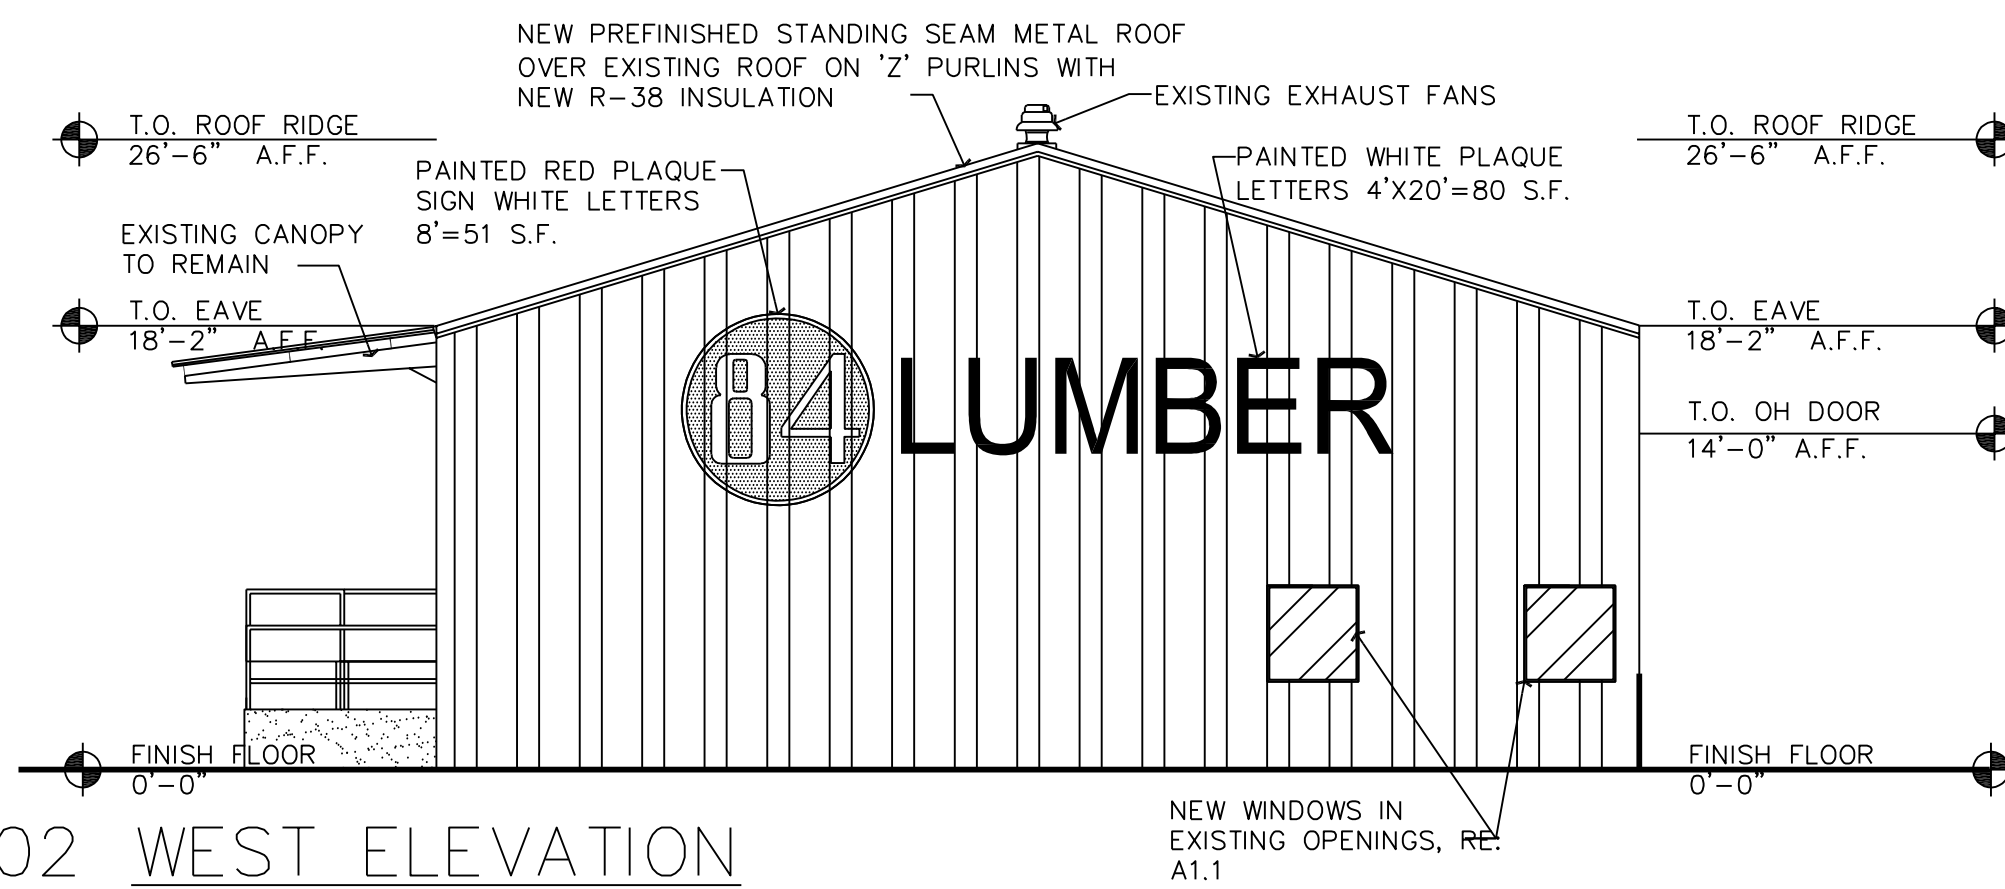 NEW PREFINISHED STANDING SEAM METAL ROOF
OVER EXISTING ROOF ON 'Z' PURLINS WITH
NEW R-38 INSULATION
EXISTING EXHAUST FANS
T.O. ROOF RIDGE
26'-6" A.F.F.
T.O. ROOF RIDGE
26'-6" A.F.F.
PAINTED RED PLAQUE
SIGN WHITE LETTERS
8'=51 S.F.
PAINTED WHITE PLAQUE
LETTERS 4'X20'=80 S.F.
EXISTING CANOPY
TO REMAIN
T.O. EAVE
18'-2" A.F.F.
T.O. EAVE
18'-2" A.F.F.
84 LUMBER
T.O. OH DOOR
14'-0" A.F.F.
FINISH FLOOR
0'-0"
FINISH FLOOR
0'-0"
NEW WINDOWS IN
EXISTING OPENINGS, RE:
A1.1
02 WEST ELEVATION